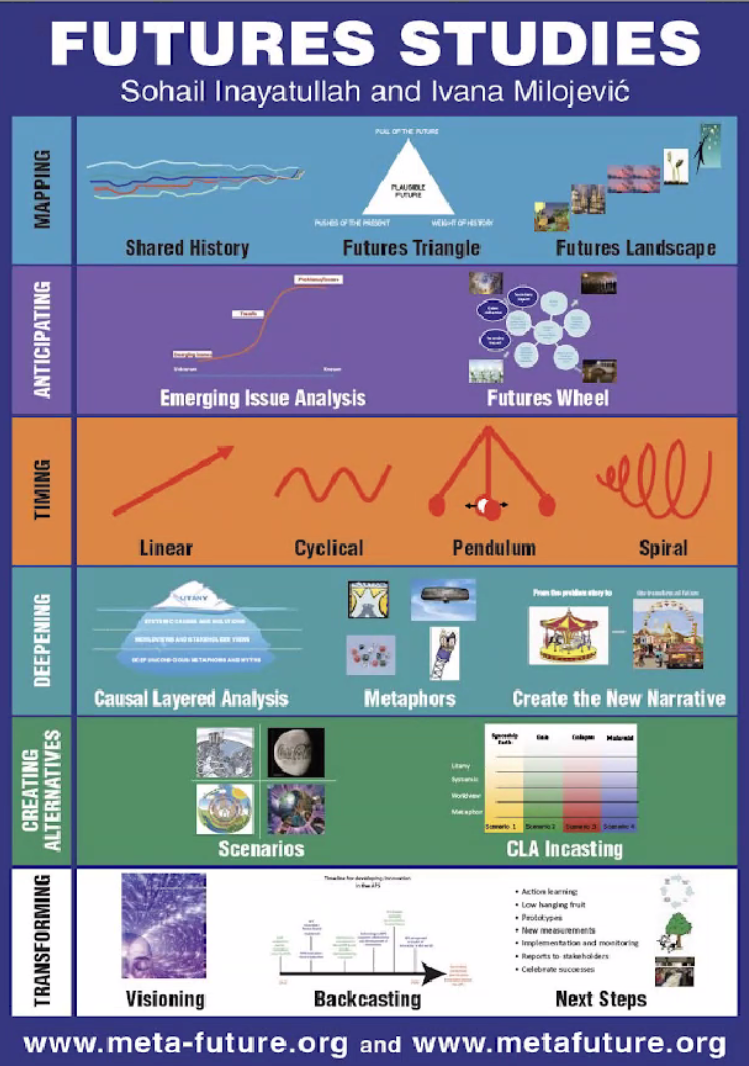 FUTURES STUDIES
Sohail Inayatullah and Ivana Milojević
MAPPING
PULL OF THE FUTURE
PLAUSIBLE
FUTURE
PUSHES OF THE PRESENT
WEIGHT OF HISTORY
Shared History
Futures Triangle
Futures Landscape
ANTICIPATING
Problems/Issues
Trends
Emerging Issues
Unknown
Known
Emerging Issue Analysis
Futures Wheel
TIMING
Linear
Cyclical
Pendulum
Spiral
DEEPENING
LITANY
SYSTEMIC CAUSES AND SOLUTIONS
WORLDVIEWS AND STAKEHOLDER VIEWS
DEEP UNCONSCIOUS METAPHORS AND MYTHS
From the problem story to
Causal Layered Analysis
Metaphors
Create the New Narrative
CREATING
ALTERNATIVES
Spaceship
Earth
Gaia
Collapse
Litany
Systemic
Worldview
Metaphor
Scenario 1
Scenario 2
Scenario 3
Scenario 4
Scenarios
CLA Incasting
TRANSFORMING
Timeline for developing innovation
in the ATS
• Action learning
• Low hanging fruit
• Prototypes
• New measurements
• Implementation and monitoring
• Reports to stakeholders
• Celebrate successes
Visioning
Backcasting
Next Steps
www.meta-future.org and www.metafuture.org